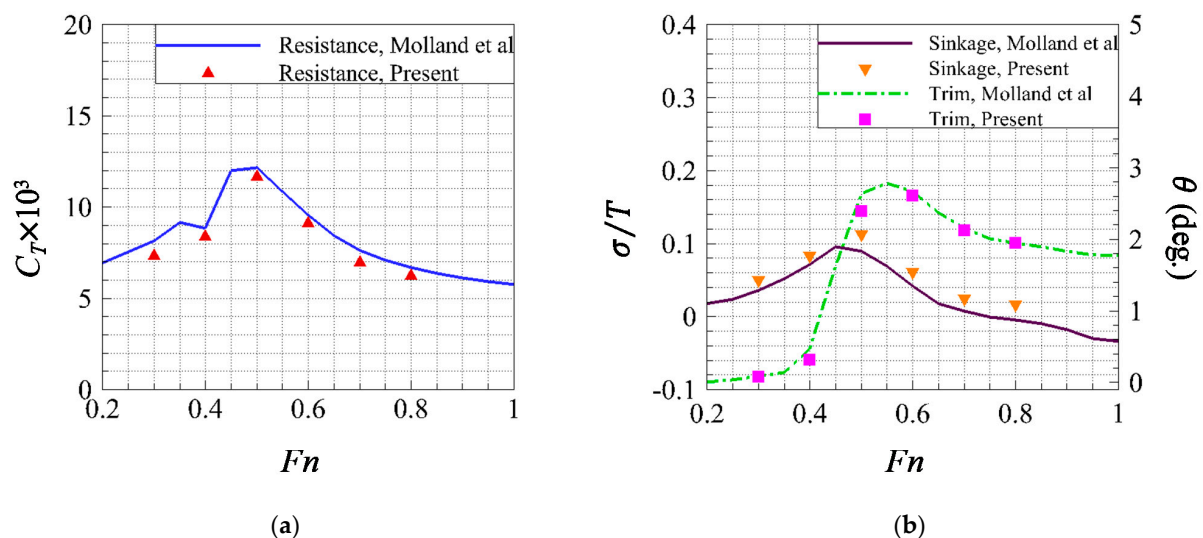 20
15
10
5
0
C_T×10³
0.2 0.4 0.6 0.8 1
Fn
Resistance, Molland et al
Resistance, Present
(a)
0.4
0.3
0.2
0.1
0
-0.1
σ/T
0.2 0.4 0.6 0.8 1
Fn
5
4
3
2
1
0
θ (deg.)
Sinkage, Molland et al
Sinkage, Present
Trim, Molland et al
Trim, Present
(b)